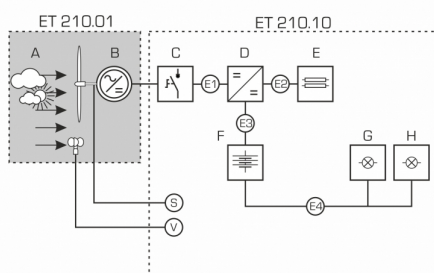 ET 210.01
ET 210.10
A B C D E
E1 E2
E3
F G H
E4
S
V